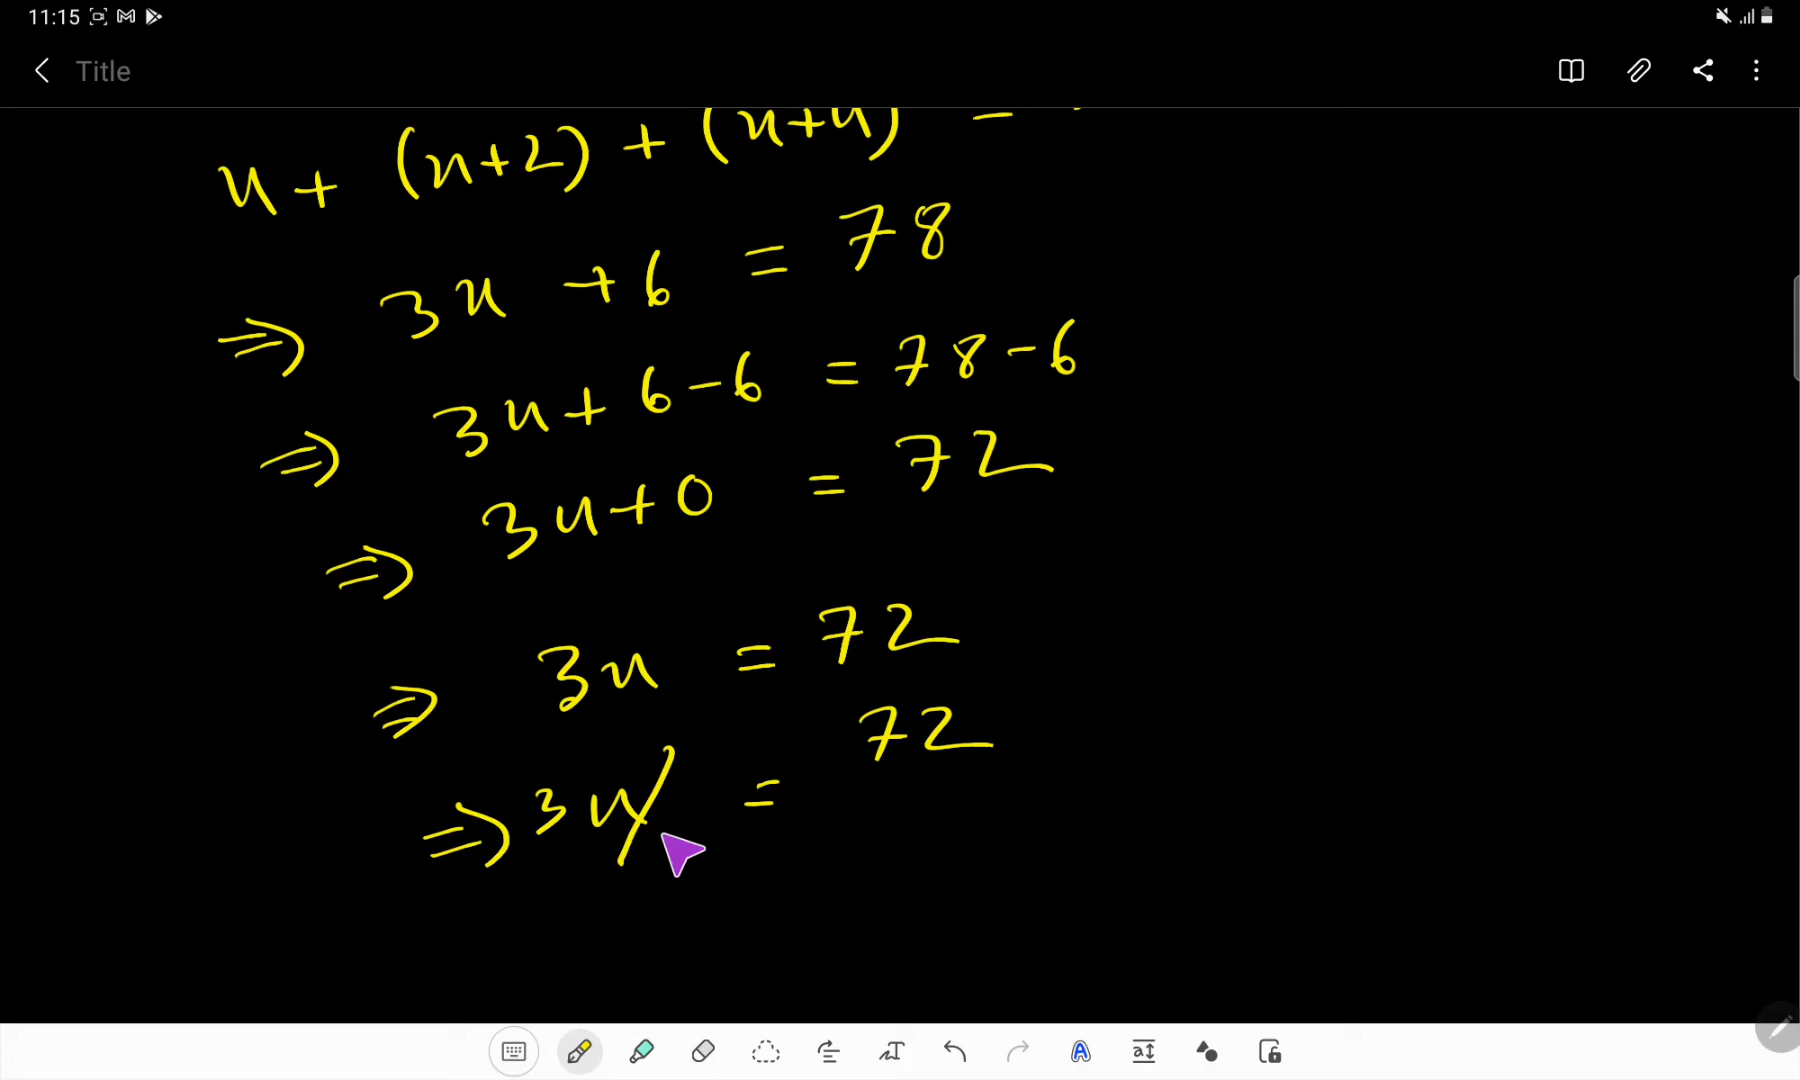 11:15
Title
x + (x+2) + (x+4) =
⇒ 3x + 6 = 78
⇒ 3x + 6 - 6 = 78 - 6
⇒ 3x + 0 = 72
⇒ 3x = 72
⇒ 3x/ = 72